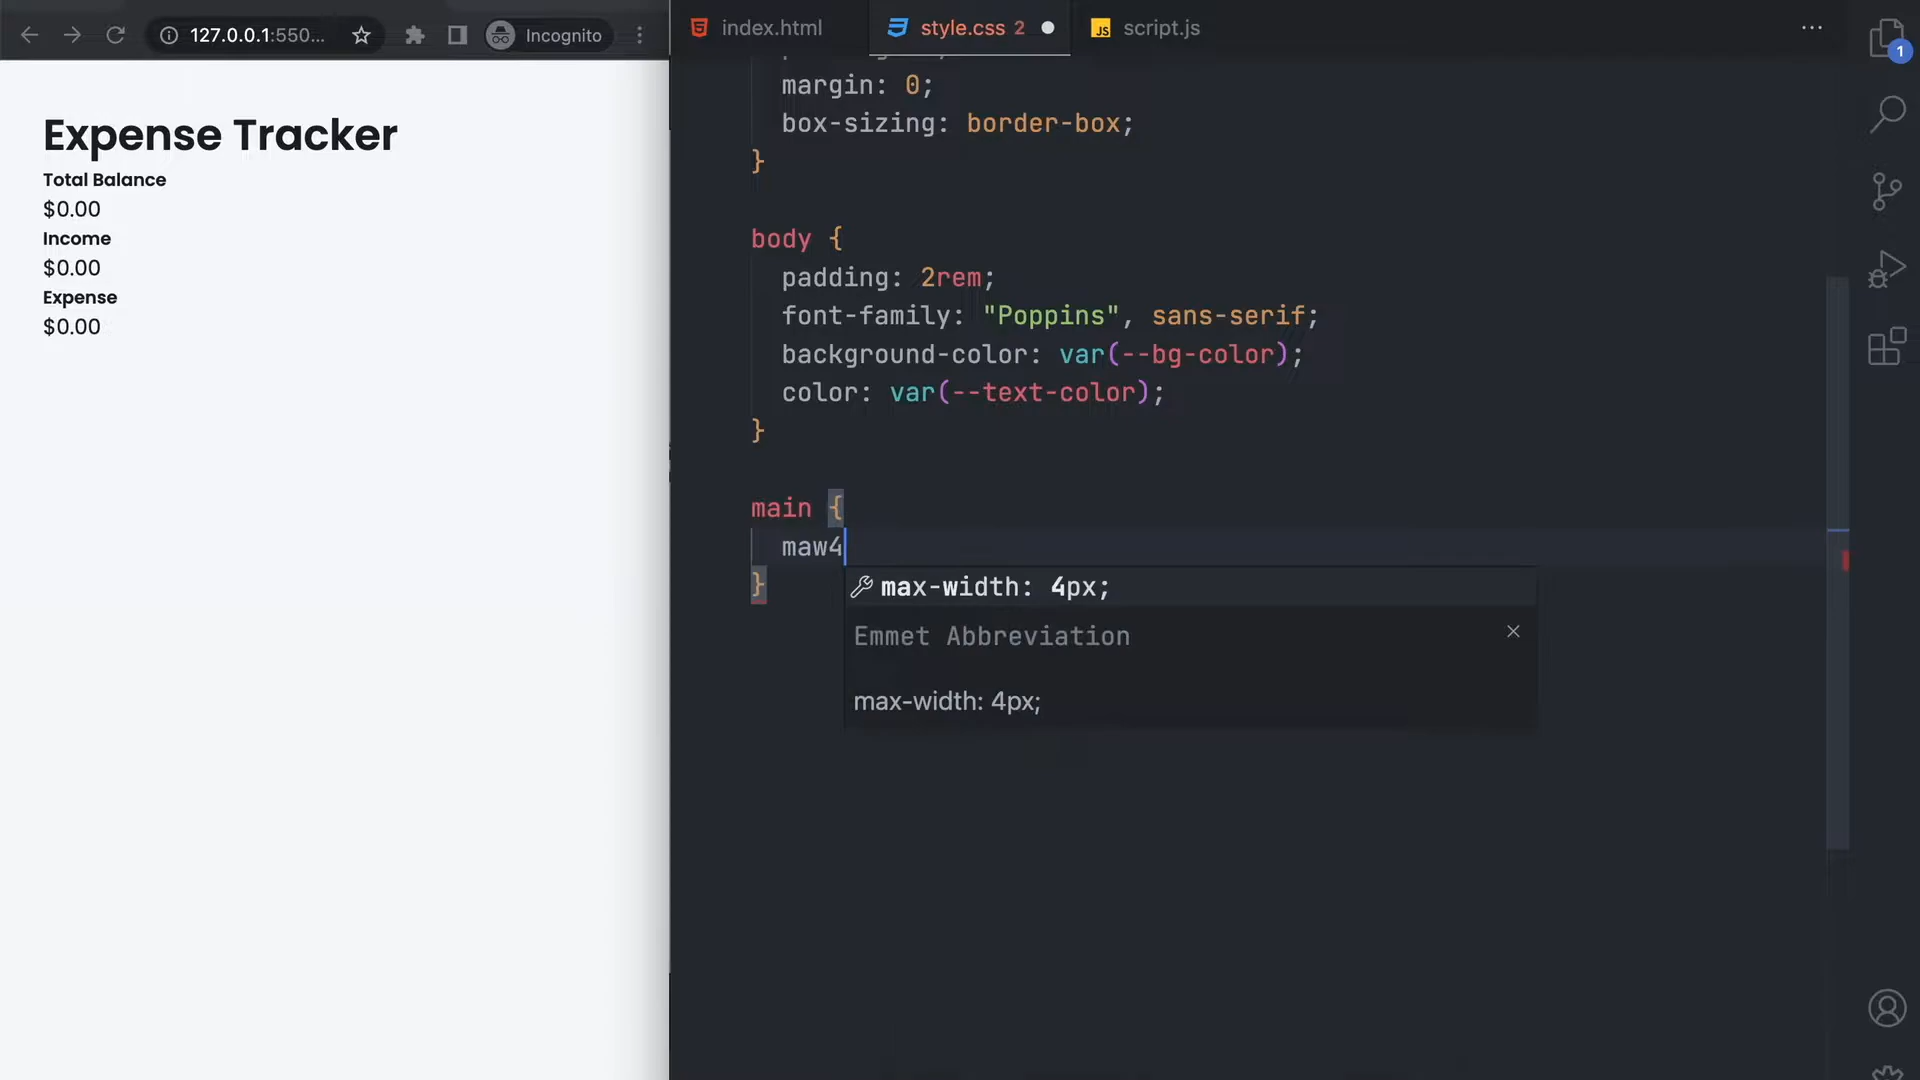 127.0.0.1:550...
Incognito
Expense Tracker
Total Balance
$0.00
Income
$0.00
Expense
$0.00
index.html
style.css 2
JS script.js
1
margin: 0;
box-sizing: border-box;
}
body {
padding: 2rem;
font-family: "Poppins", sans-serif;
background-color: var(--bg-color);
color: var(--text-color);
}
main {
maw4
}
max-width: 4px;
Emmet Abbreviation
max-width: 4px;